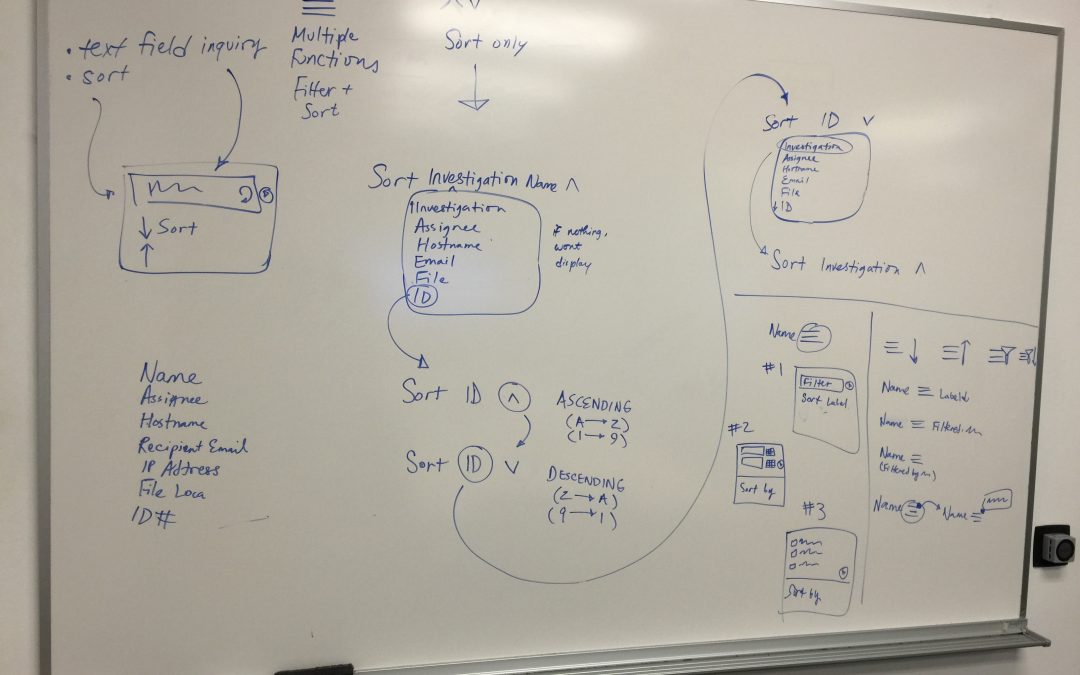 • text field inquiry
• sort
Multiple
Functions
Filter +
Sort
Sort only
Sort
Sort Investigation Name ^
Investigation
Assignee
Hostname
Email
File
ID
if nothing,
wont
display
Name
Assignee
Hostname
Recipient Email
IP Address
File Loca
ID#
Sort ID ^
ASCENDING
(A → Z)
(1 → 9)
Sort ID v
DESCENDING
(Z → A)
(9 → 1)
Sort ID v
Investigation
Assignee
Hostname
Email
File
ID
Sort Investigation ^
Name
#1
Filter
Sort Label
#2
Sort by
#3
Sort by
Name
Name Filtered
Name
(Filtered by
Name
Name